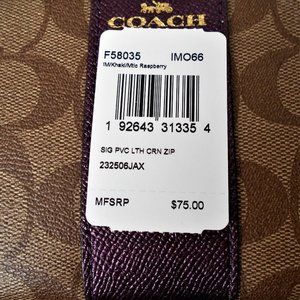 COACH
F58035 IMO66
IM/Khaki/Mtlc Raspberry
1 92643 31335 4
SIG PVC LTH CRN ZIP
232506JAX
MFSRP $75.00